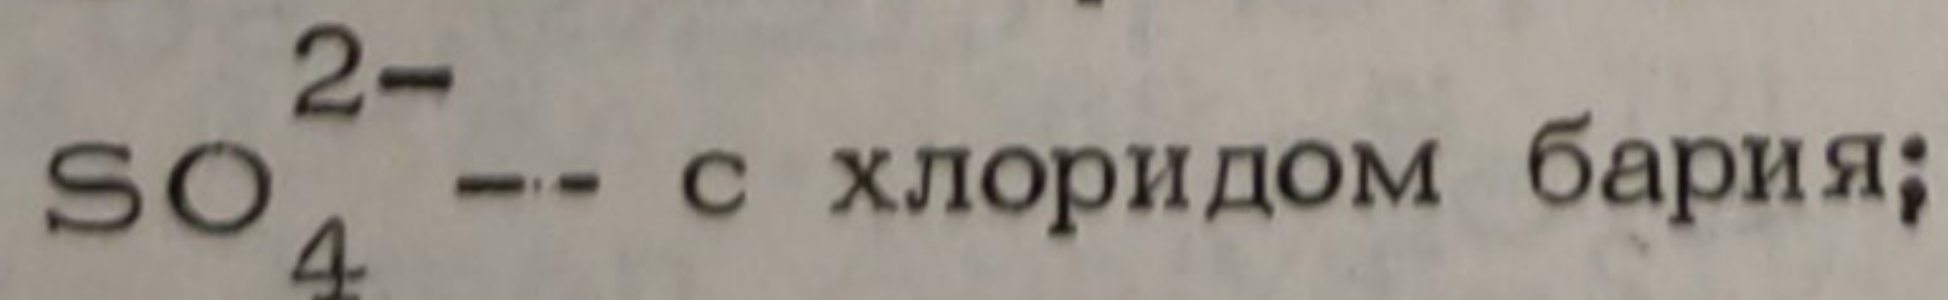 SO₄²⁻ -- с хлоридом бария;